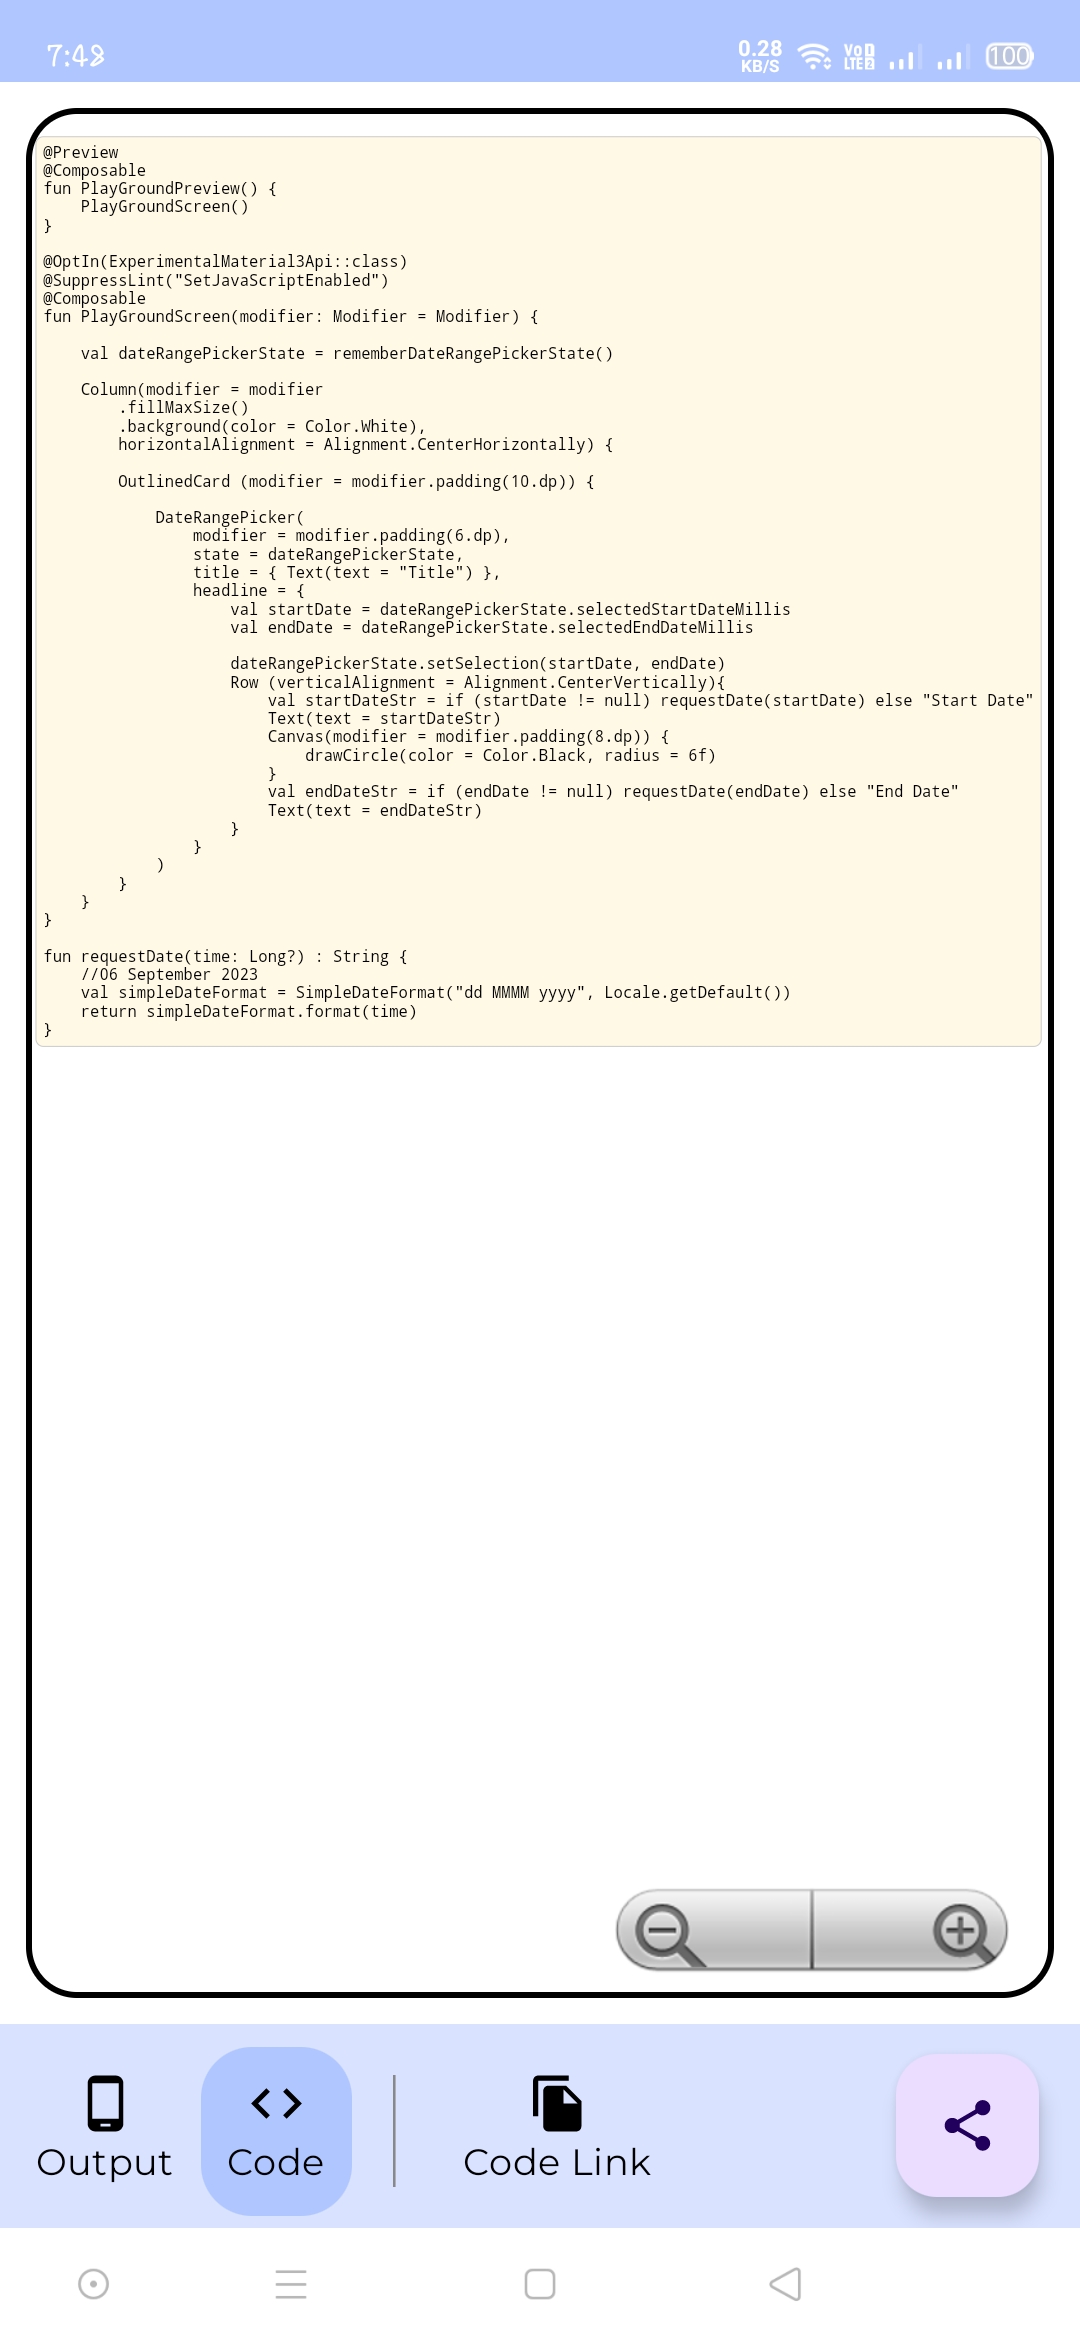 7:48
0.28
KB/S
Vo 1
LTE 2
100
@Preview
@Composable
fun PlayGroundPreview() {
    PlayGroundScreen()
}
@OptIn(ExperimentalMaterial3Api::class)
@SuppressLint("SetJavaScriptEnabled")
@Composable
fun PlayGroundScreen(modifier: Modifier = Modifier) {
    val dateRangePickerState = rememberDateRangePickerState()
    Column(modifier = modifier
        .fillMaxSize()
        .background(color = Color.White),
        horizontalAlignment = Alignment.CenterHorizontally) {
        OutlinedCard (modifier = modifier.padding(10.dp)) {
            DateRangePicker(
                modifier = modifier.padding(6.dp),
                state = dateRangePickerState,
                title = { Text(text = "Title") },
                headline = {
                    val startDate = dateRangePickerState.selectedStartDateMillis
                    val endDate = dateRangePickerState.selectedEndDateMillis
                    dateRangePickerState.setSelection(startDate, endDate)
                    Row (verticalAlignment = Alignment.CenterVertically){
                        val startDateStr = if (startDate != null) requestDate(startDate) else "Start Date"
                        Text(text = startDateStr)
                        Canvas(modifier = modifier.padding(8.dp)) {
                            drawCircle(color = Color.Black, radius = 6f)
                        }
                        val endDateStr = if (endDate != null) requestDate(endDate) else "End Date"
                        Text(text = endDateStr)
                    }
                }
            )
        }
    }
}
fun requestDate(time: Long?) : String {
    //06 September 2023
    val simpleDateFormat = SimpleDateFormat("dd MMMM yyyy", Locale.getDefault())
    return simpleDateFormat.format(time)
}
Output
Code
Code Link